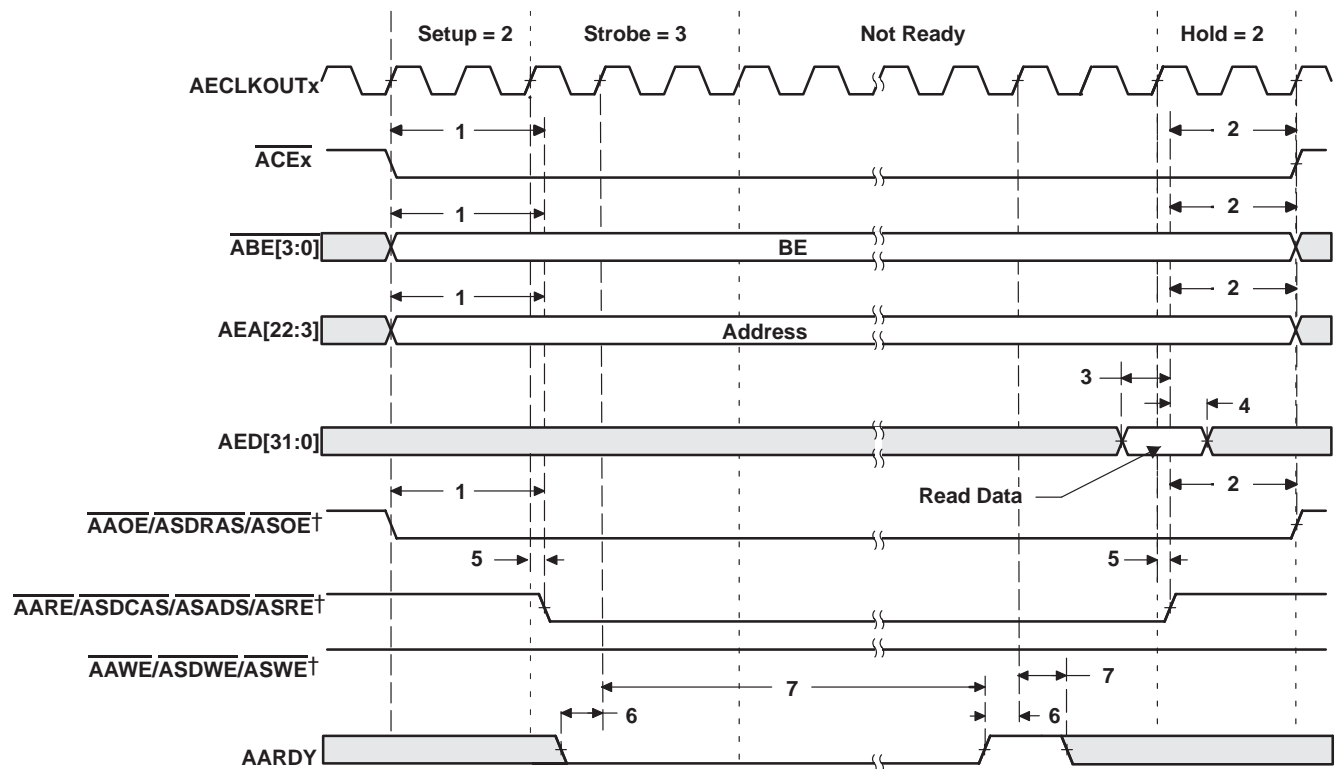 Setup = 2 Strobe = 3 Not Ready Hold = 2
AECLKOUTx
1 2
ACEx
1 2
ABE[3:0] BE
1 2
AEA[22:3] Address
3
4
AED[31:0]
1 Read Data 2
AAOE/ASDRAS/ASOE†
5 5
AARE/ASDCAS/ASADS/ASRE†
AAWE/ASDWE/ASWE†
7 7
6 6
AARDY